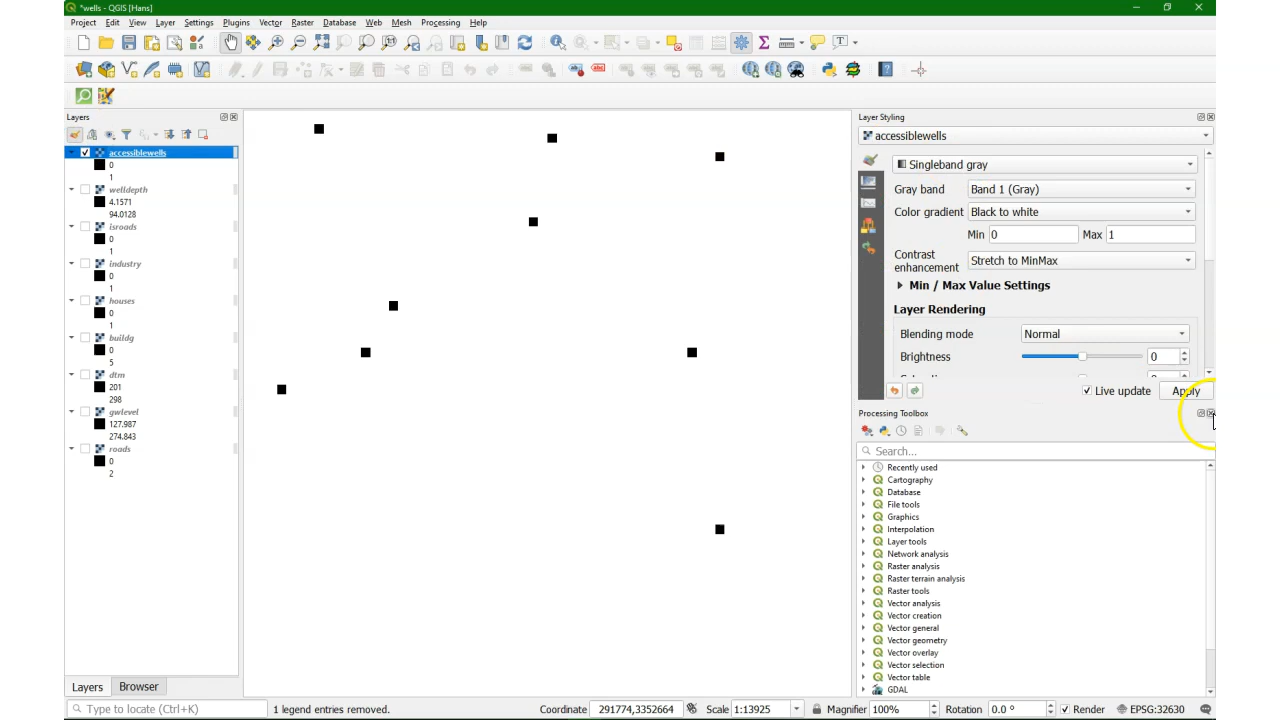 *wells - QGIS [Hans]
Project Edit View Layer Settings Plugins Vector Raster Database Web Mesh Processing Help
Layers
accessiblewells
0
1
welldepth
4.1571
94.0128
isroads
0
1
industry
0
1
houses
0
1
buildg
0
5
dtm
201
298
gwlevel
127.987
274.843
roads
0
2
Layers Browser
Layer Styling
accessiblewells
Singleband gray
Gray band Band 1 (Gray)
Color gradient Black to white
Min 0 Max 1
Contrast enhancement Stretch to MinMax
Min / Max Value Settings
Layer Rendering
Blending mode Normal
Brightness 0
Live update Apply
Processing Toolbox
Search...
Recently used
Cartography
Database
File tools
Graphics
Interpolation
Layer tools
Network analysis
Raster analysis
Raster terrain analysis
Raster tools
Vector analysis
Vector creation
Vector general
Vector geometry
Vector overlay
Vector selection
Vector table
GDAL
Type to locate (Ctrl+K) 1 legend entries removed. Coordinate 291774,3352664 Scale 1:13925 Magnifier 100% Rotation 0.0 ° Render EPSG:32630